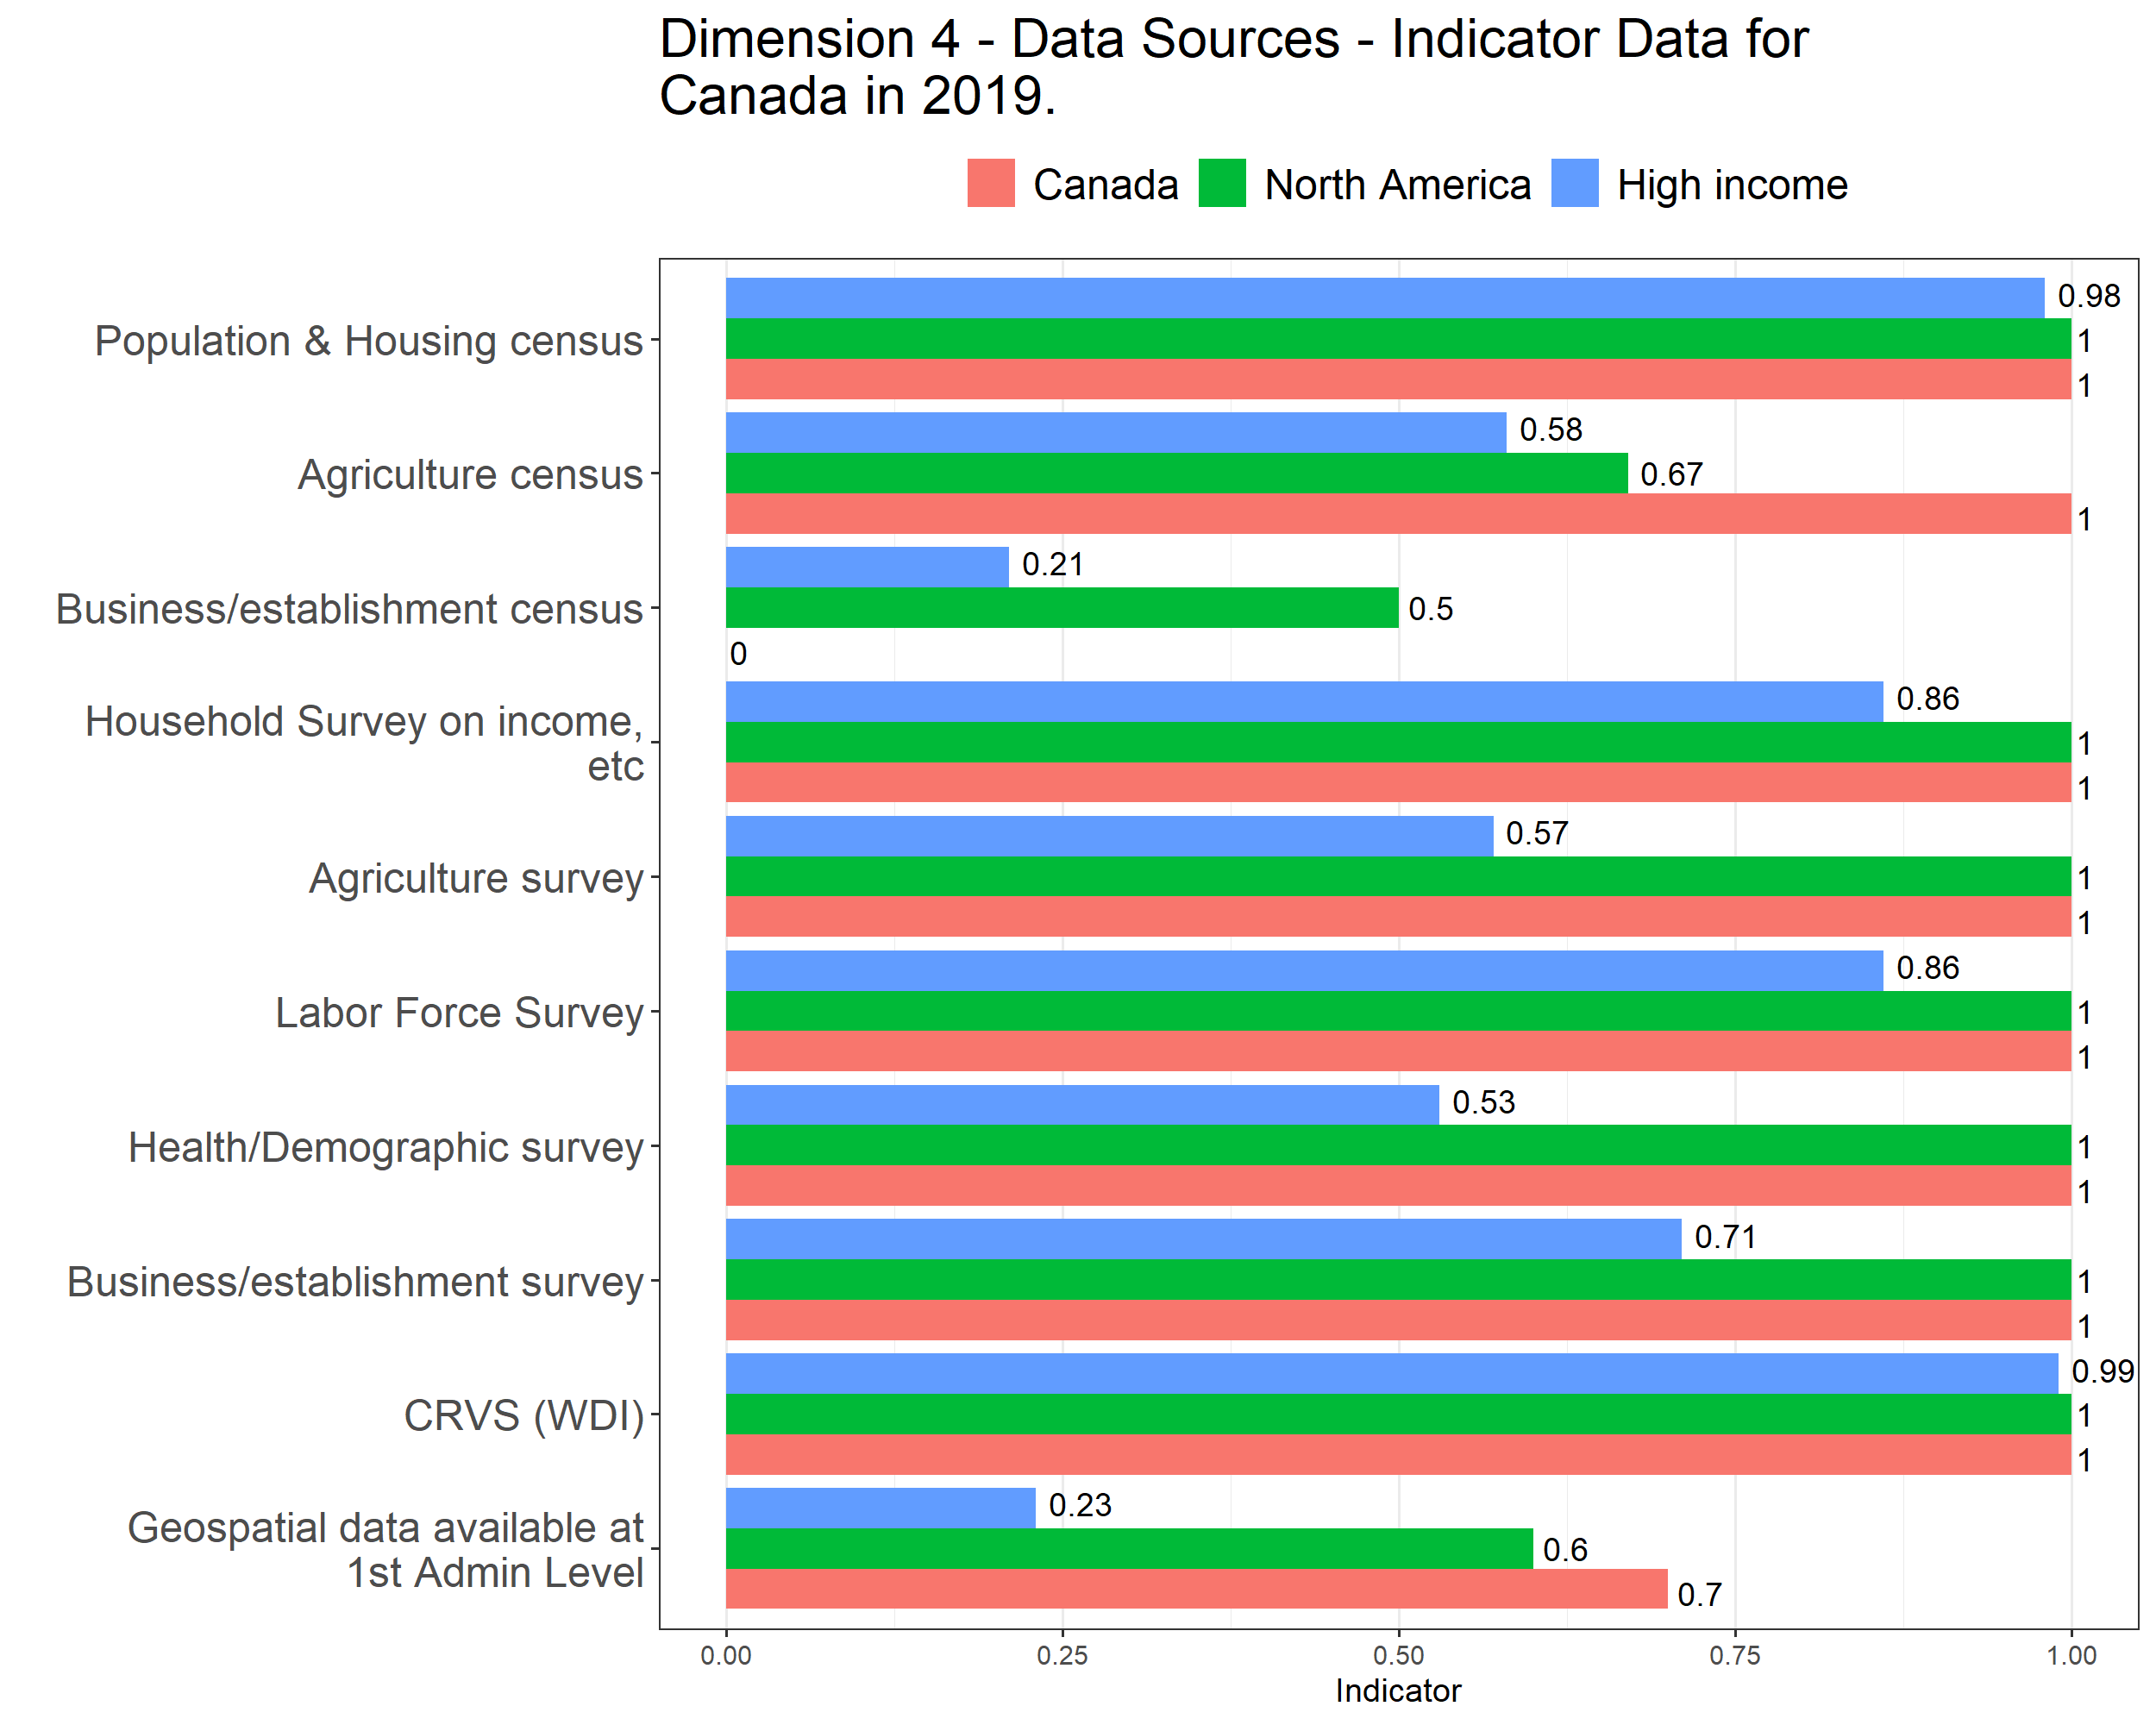 Dimension 4 - Data Sources - Indicator Data for
Canada in 2019.
Canada North America High income
Population & Housing census
0.98
1
1
Agriculture census
0.58
0.67
1
Business/establishment census
0.21
0.5
0
Household Survey on income,
etc
0.86
1
1
Agriculture survey
0.57
1
1
Labor Force Survey
0.86
1
1
Health/Demographic survey
0.53
1
1
Business/establishment survey
0.71
1
1
CRVS (WDI)
0.99
1
1
Geospatial data available at
1st Admin Level
0.23
0.6
0.7
0.00 0.25 0.50 0.75 1.00
Indicator